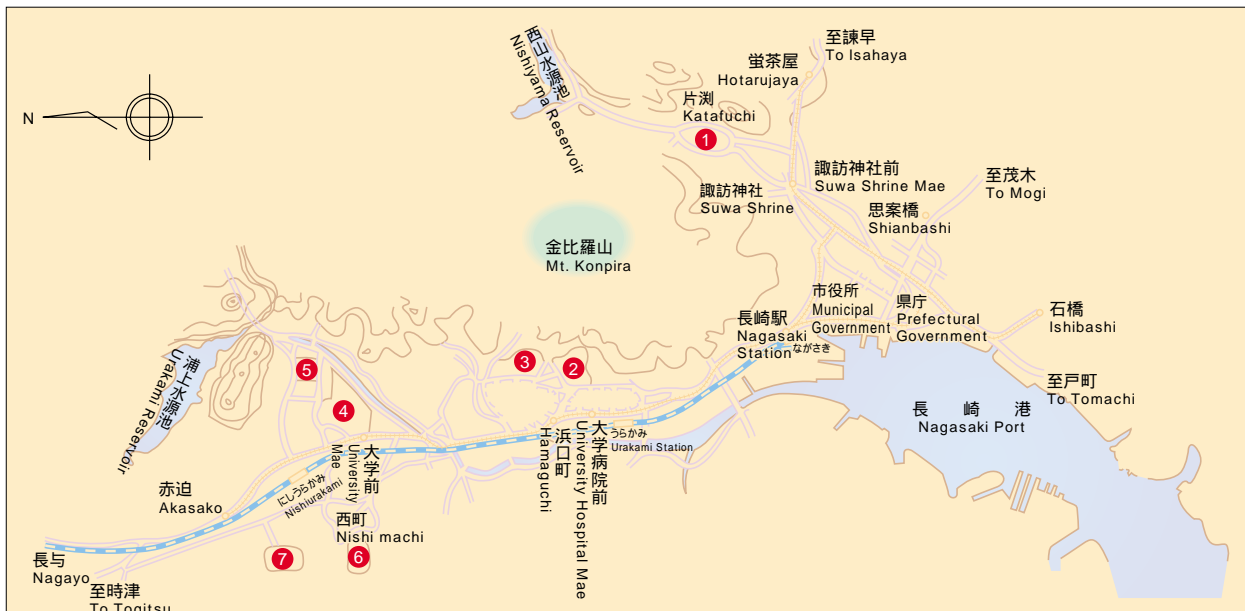 西山水源池
Nishiyama Reservoir
至諫早
To Isahaya
蛍茶屋
Hotarujaya
片渕
Katafuchi
1
N
諏訪神社前
Suwa Shrine Mae
諏訪神社
Suwa Shrine
至茂木
To Mogi
思案橋
Shianbashi
金比羅山
Mt. Konpira
市役所
Municipal
Government
県庁
Prefectural
Government
石橋
Ishibashi
長崎駅
Nagasaki
Station
ながさき
至戸町
To Tomachi
長崎港
Nagasaki Port
浦上水源池
Urakami Reservoir
5
4
3
2
大学前
University
Mae
浜口町
Hamaguchi
大学病院前
University Hospital Mae
うらかみ
Urakami Station
赤迫
Akasako
にしうらかみ
Nishiurakami
西町
Nishi machi
7
6
長与
Nagayo
至時津
To Togitsu